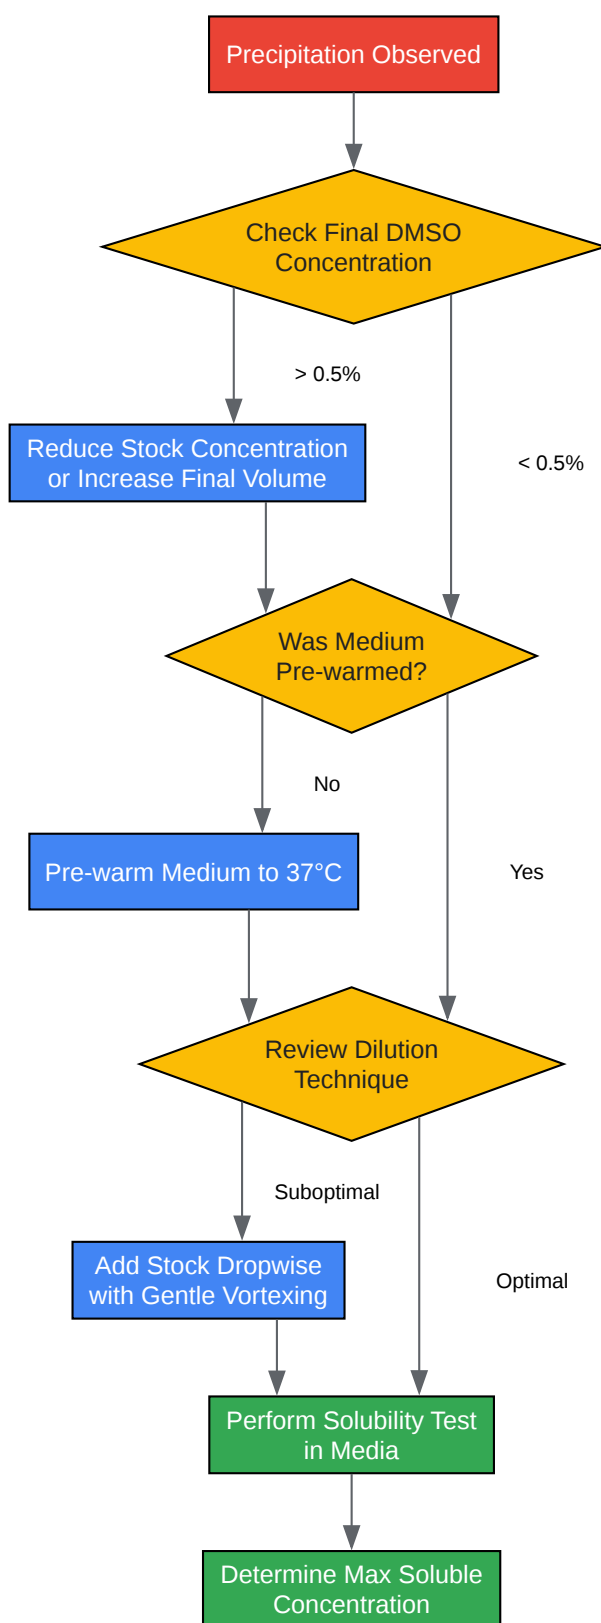 Precipitation Observed
Check Final DMSO
Concentration
> 0.5%
Reduce Stock Concentration
or Increase Final Volume
< 0.5%
Was Medium
Pre-warmed?
No
Pre-warm Medium to 37°C
Yes
Review Dilution
Technique
Suboptimal
Add Stock Dropwise
with Gentle Vortexing
Optimal
Perform Solubility Test
in Media
Determine Max Soluble
Concentration